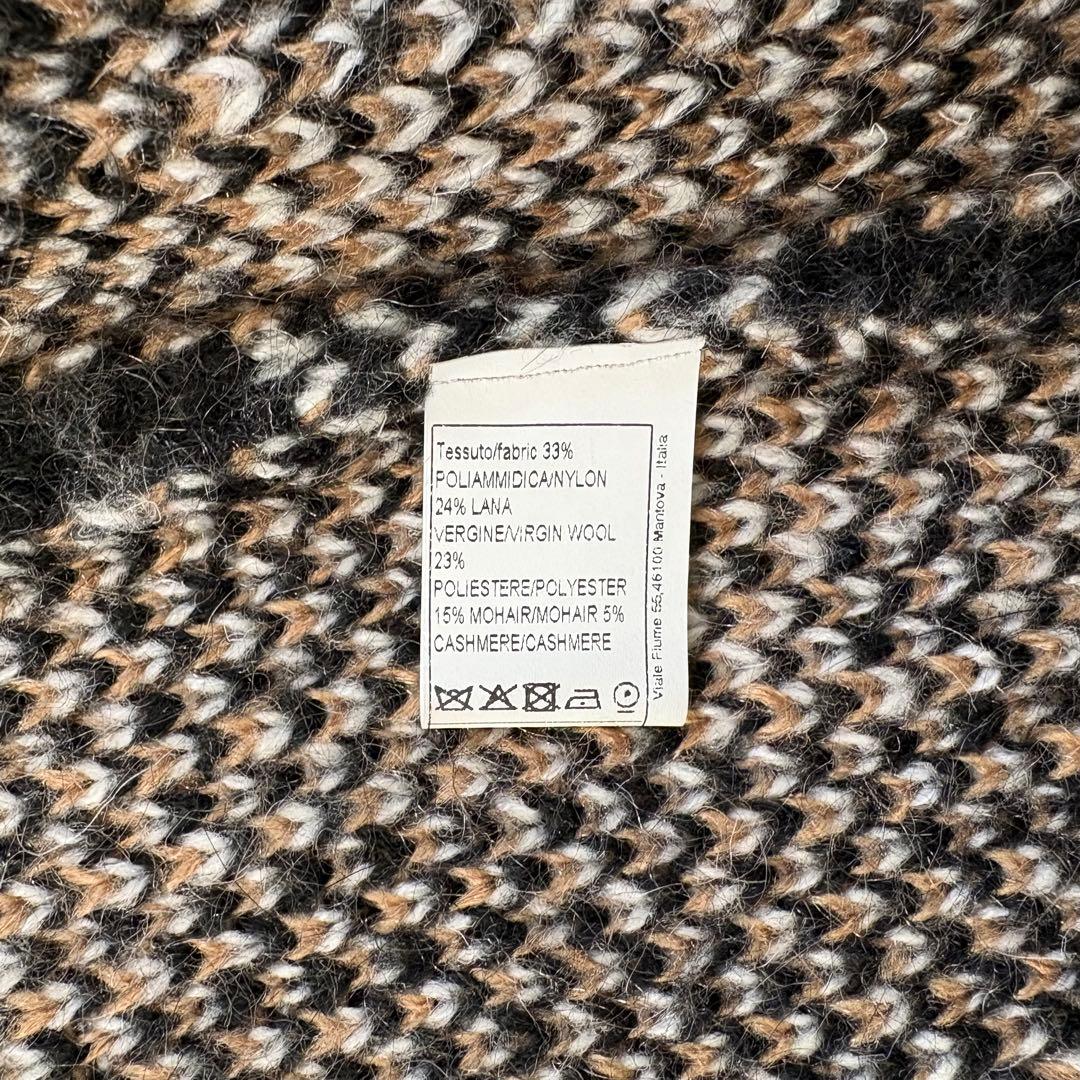 Tessuto/fabric 33%
POLIAMMIDICA/NYLON
24% LANA
VERGINE/VIRGIN WOOL
23%
POLIESTERE/POLYESTER
15% MOHAIR/MOHAIR 5%
CASHMERE/CASHMERE
Viale Fiume 55,46100 Mantova - Italia